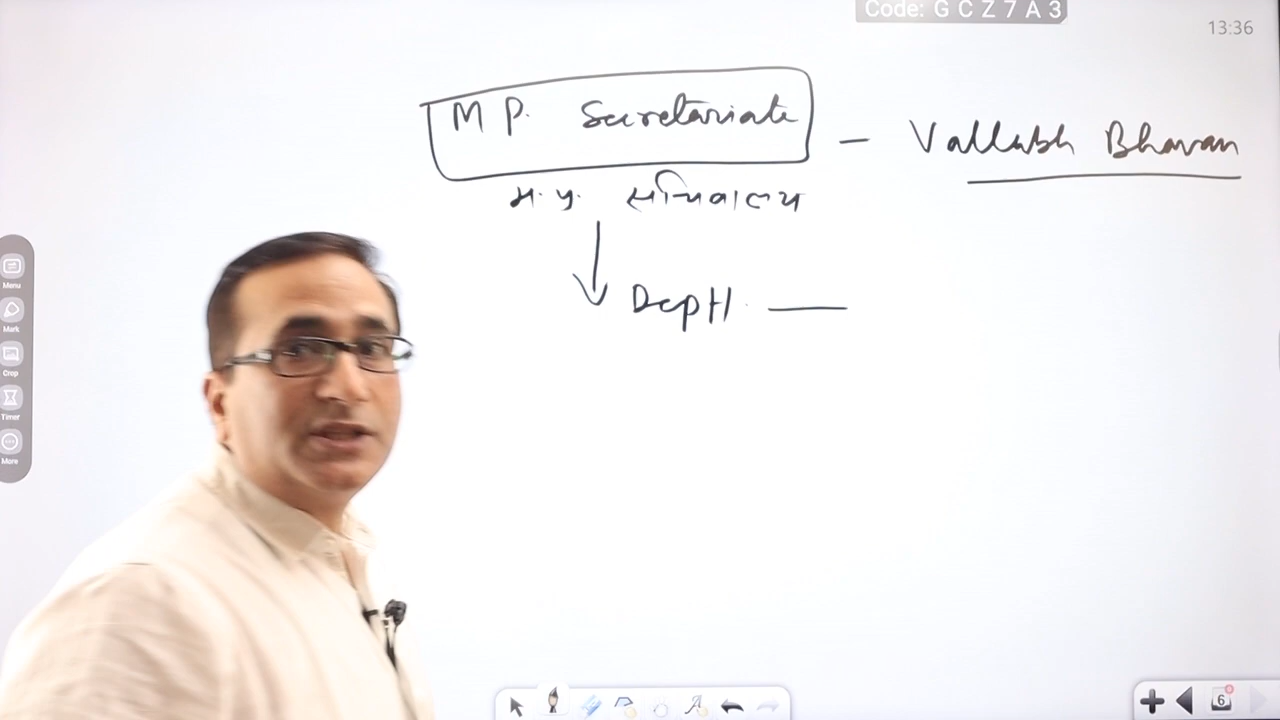 Code: G C Z 7 A 3
13:36
M P. Secretariate – Vallabh Bhavan
म. प्र. सचिवालय
Deptt. —
Menu
Mark
Crop
Timer
More
6